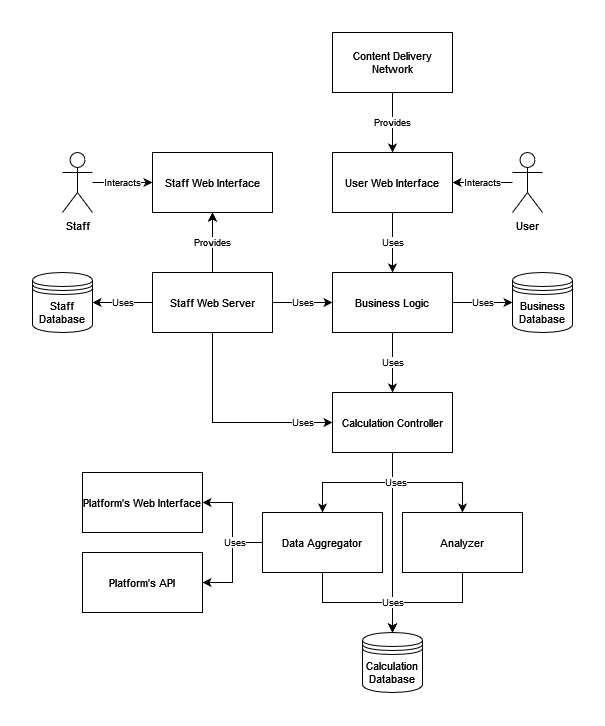 Content Delivery
Network
Provides
Interacts
Staff Web Interface
User Web Interface
Interacts
Staff
User
Provides
Uses
Staff
Database
Uses
Staff Web Server
Uses
Business Logic
Uses
Business
Database
Uses
Uses
Calculation Controller
Uses
Platform's Web Interface
Uses
Data Aggregator
Analyzer
Platform's API
Uses
Calculation
Database